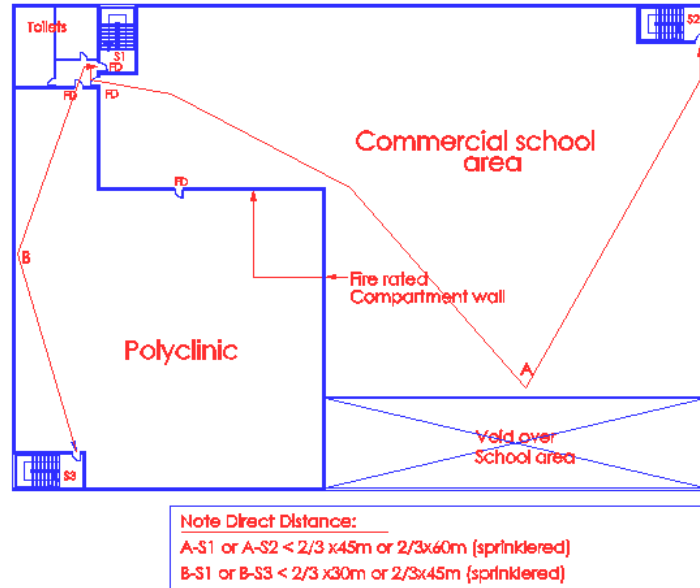 Toilets
S1
S2
FD
FD
FD
Commercial school
area
FD
B
Fire rated
Compartment wall
Polyclinic
A
Void over
School area
S3
Note Direct Distance:
A-S1 or A-S2 < 2/3 x45m or 2/3x60m (sprinklered)
B-S1 or B-S3 < 2/3 x30m or 2/3x45m (sprinklered)